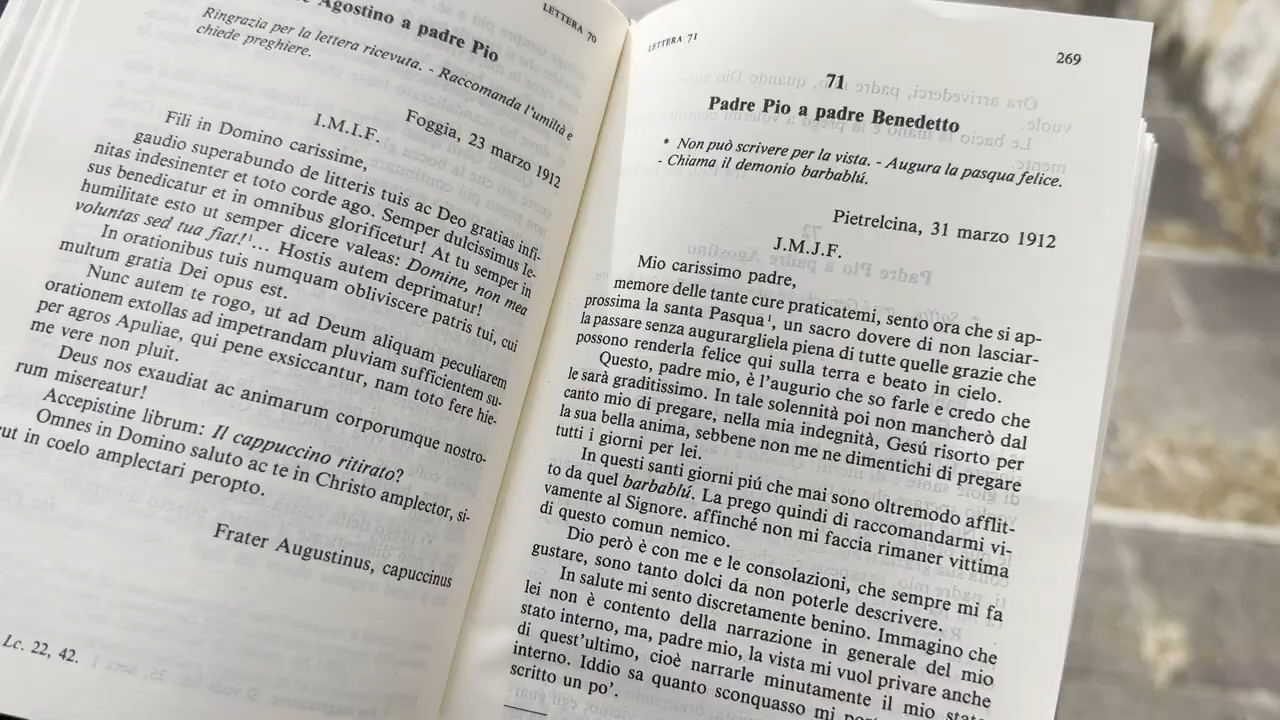 LETTERA 70
Agostino a padre Pio
Ringrazia per la lettera ricevuta. - Raccomanda l'umiltà e
chiede preghiere.
Foggia, 23 marzo 1912
I.M.I.F.
Fili in Domino carissime,
gaudio superabundo de litteris tuis ac Deo gratias infi-
nitas indesinenter et toto corde ago. Semper dulcissimus Ie-
sus benedicatur et in omnibus glorificetur! At tu semper in
humilitate esto ut semper dicere valeas: Domine, non mea
voluntas sed tua fiat!¹... Hostis autem deprimatur!
In orationibus tuis numquam obliviscere patris tui, cui
multum gratia Dei opus est.
Nunc autem te rogo, ut ad Deum aliquam peculiarem
orationem extollas ad impetrandam pluviam sufficientem su-
per agros Apuliae, qui pene exsiccantur, nam toto fere hie-
me vere non pluit.
Deus nos exaudiat ac animarum corporumque nostro-
rum misereatur!
Accepistine librum: Il cappuccino ritirato?
Omnes in Domino saluto ac te in Christo amplector, si-
cut in coelo amplectari peropto.
Frater Augustinus, capuccinus
Lc. 22, 42.
LETTERA 71
269
71
Padre Pio a padre Benedetto
* Non può scrivere per la vista. - Augura la pasqua felice.
- Chiama il demonio barbablú.
Pietrelcina, 31 marzo 1912
J.M.J.F.
Mio carissimo padre,
memore delle tante cure praticatemi, sento ora che si ap-
prossima la santa Pasqua¹, un sacro dovere di non lasciar-
la passare senza augurargliela piena di tutte quelle grazie che
possono renderla felice qui sulla terra e beato in cielo.
Questo, padre mio, è l'augurio che so farle e credo che
le sarà graditissimo. In tale solennità poi non mancherò dal
canto mio di pregare, nella mia indegnità, Gesú risorto per
la sua bella anima, sebbene non me ne dimentichi di pregare
tutti i giorni per lei.
In questi santi giorni piú che mai sono oltremodo afflit-
to da quel barbablú. La prego quindi di raccomandarmi vi-
vamente al Signore. affinché non mi faccia rimaner vittima
di questo comun nemico.
Dio però è con me e le consolazioni, che sempre mi fa
gustare, sono tanto dolci da non poterle descrivere.
In salute mi sento discretamente benino. Immagino che
lei non è contento della narrazione in generale del mio
stato interno, ma, padre mio, la vista mi vuol privare anche
di quest'ultimo, cioè narrarle minutamente il mio stato
interno. Iddio sa quanto sconquasso mi
scritto un po'.